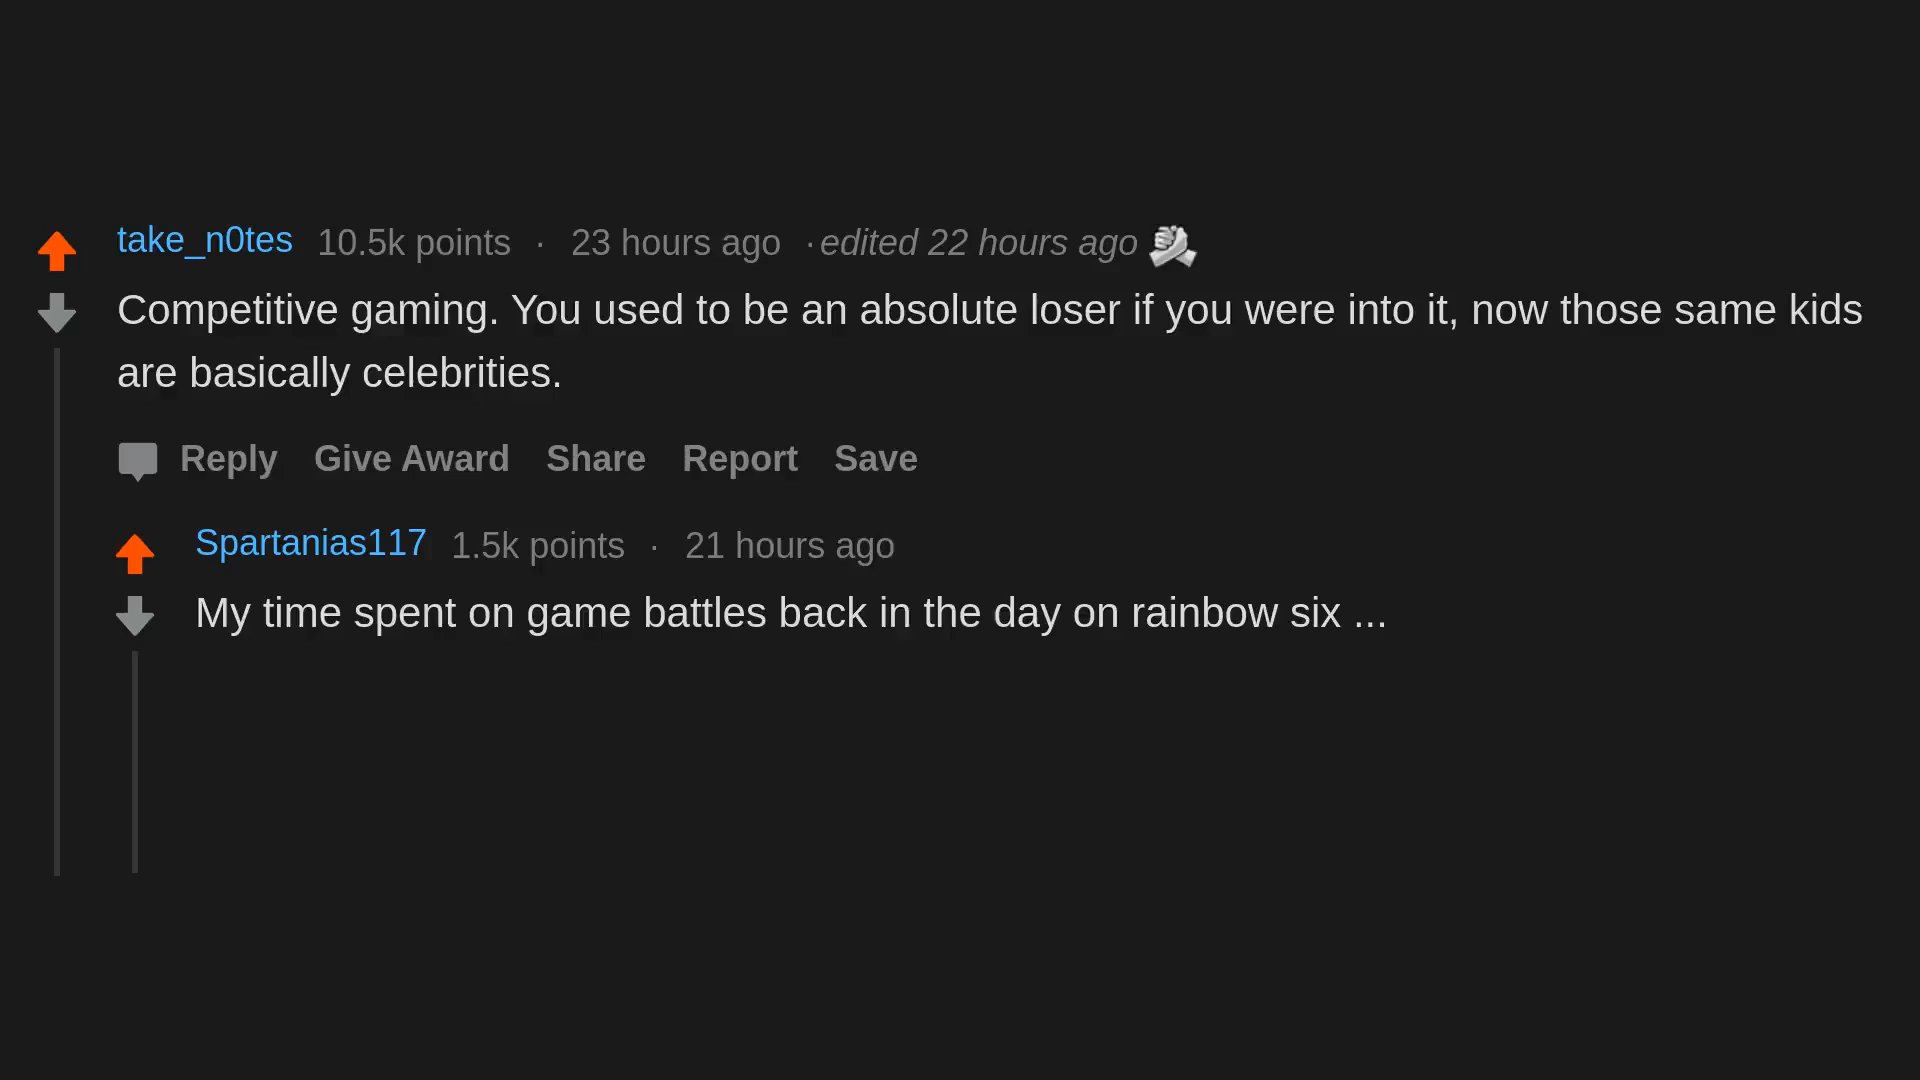 take_n0tes 10.5k points · 23 hours ago · edited 22 hours ago
Competitive gaming. You used to be an absolute loser if you were into it, now those same kids
are basically celebrities.
Reply Give Award Share Report Save
Spartanias117 1.5k points · 21 hours ago
My time spent on game battles back in the day on rainbow six ...